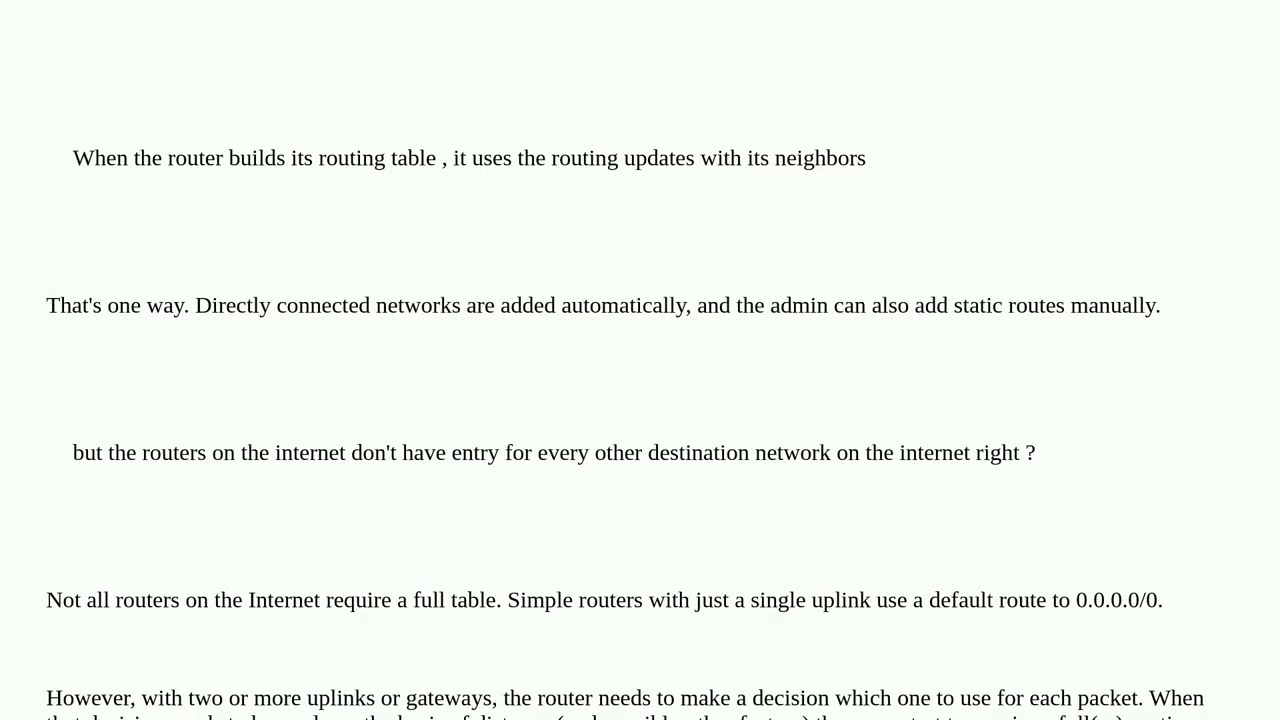 When the router builds its routing table , it uses the routing updates with its neighbors
That's one way. Directly connected networks are added automatically, and the admin can also add static routes manually.
but the routers on the internet don't have entry for every other destination network on the internet right ?
Not all routers on the Internet require a full table. Simple routers with just a single uplink use a default route to 0.0.0.0/0.
However, with two or more uplinks or gateways, the router needs to make a decision which one to use for each packet. When